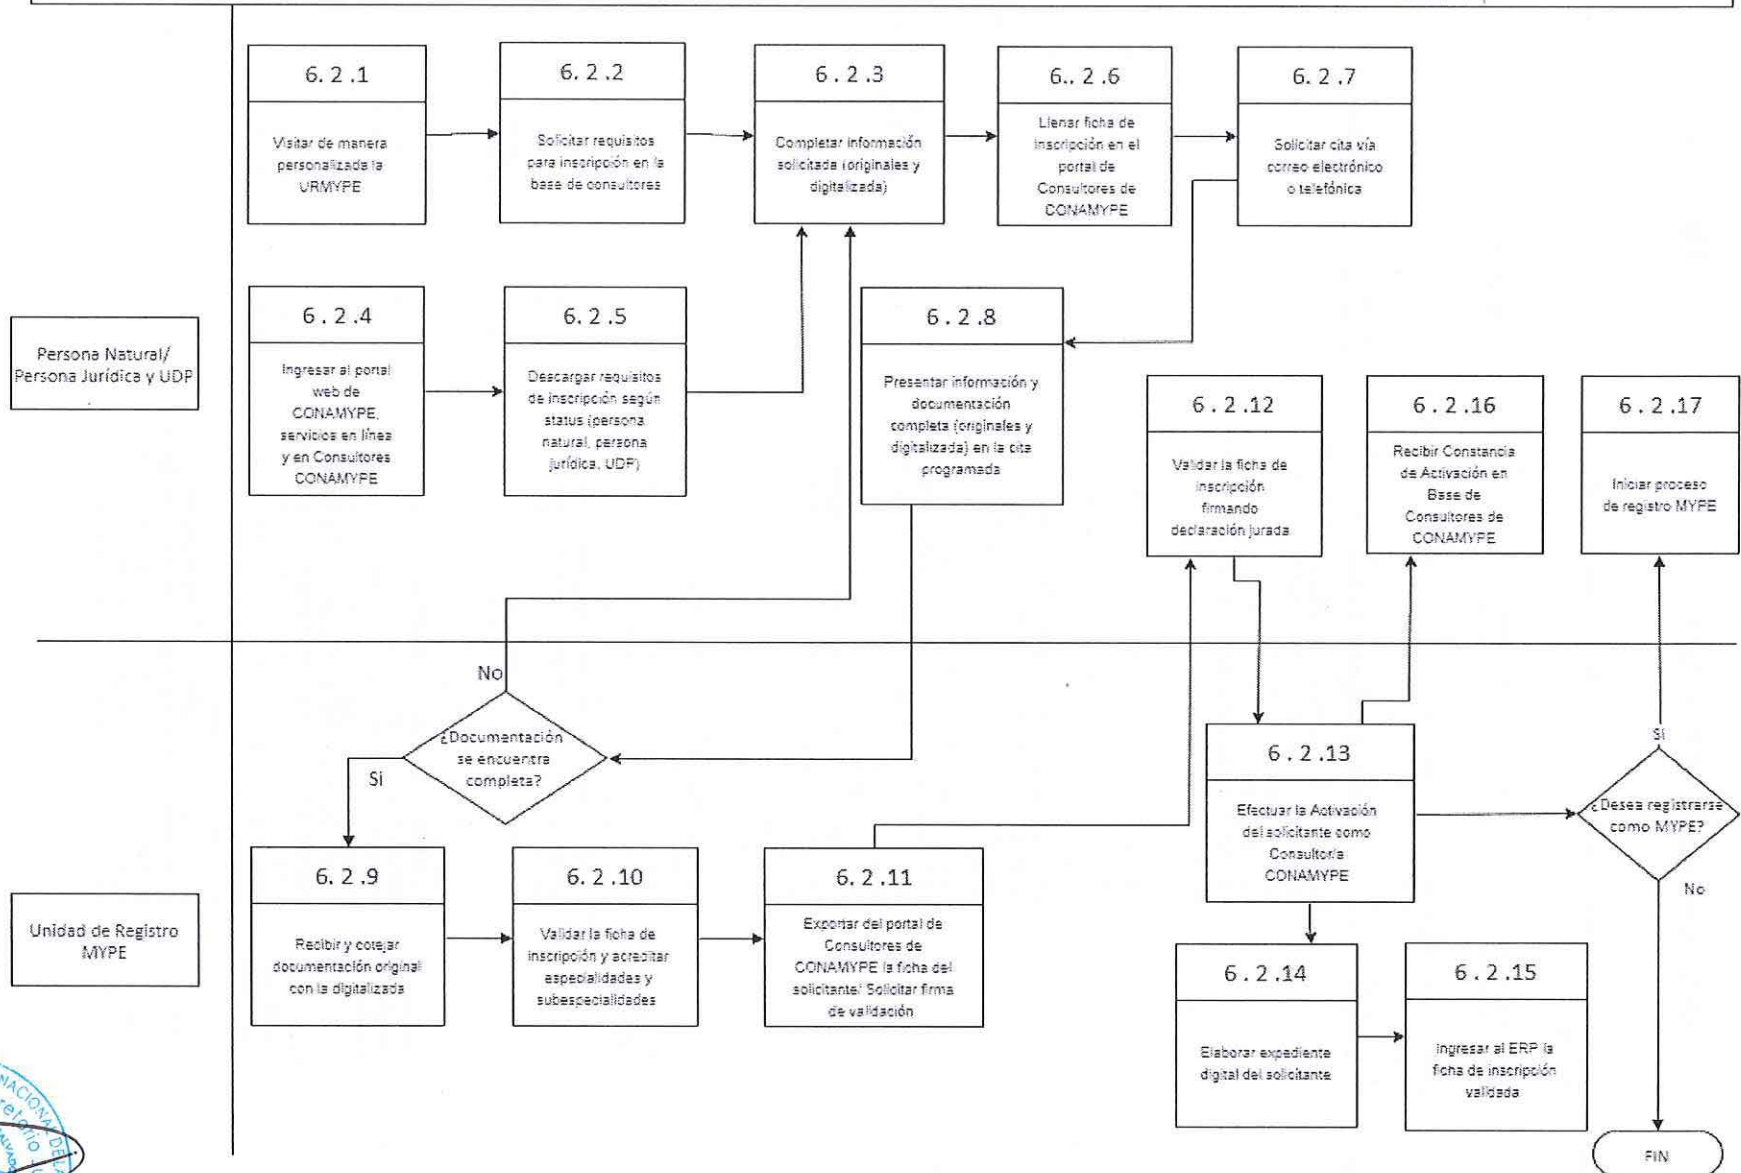 6. 2 .1
Visitar de manera
personalizada la
URMYPE
6. 2 .2
Solicitar requisitos
para inscripción en la
base de consultores
6 . 2 .3
Completar información
solicitada (originales y
digitalizada)
6.. 2 .6
Llenar ficha de
inscripción en el
portal de
Consultores de
CONAMYPE
6. 2 .7
Solicitar cita vía
correo electrónico
o telefónica
Persona Natural/
Persona Jurídica y UDP
6 . 2 .4
Ingresar al portal
web de
CONAMYPE,
servicios en línea
y en Consultores
CONAMYPE
6. 2 .5
Descargar requisitos
de inscripción según
status (persona
natural, persona
jurídica, UDP)
6 . 2 .8
Presentar información y
documentación
completa (originales y
digitalizada) en la cita
programada
6 . 2 .12
Validar la ficha de
inscripción
firmando
declaración jurada
6 . 2 .16
Recibir Constancia
de Activación en
Base de
Consultores de
CONAMYPE
6 . 2 .17
Iniciar proceso
de registro MYPE
No
¿Documentación
se encuentra
completa?
Si
Unidad de Registro
MYPE
6. 2 .9
Recibir y cotejar
documentación original
con la digitalizada
6. 2 .10
Validar la ficha de
inscripción y acreditar
especialidades y
subespecialidades
6 . 2 .11
Exportar del portal de
Consultores de
CONAMYPE la ficha del
solicitante/ Solicitar firma
de validación
6 . 2 .13
Efectuar la Activación
del solicitante como
Consultor/a
CONAMYPE
Si
¿Desea registrarse
como MYPE?
No
6 . 2 .14
Elaborar expediente
digital del solicitante
6 . 2 .15
Ingresar al ERP la
ficha de inscripción
validada
FIN